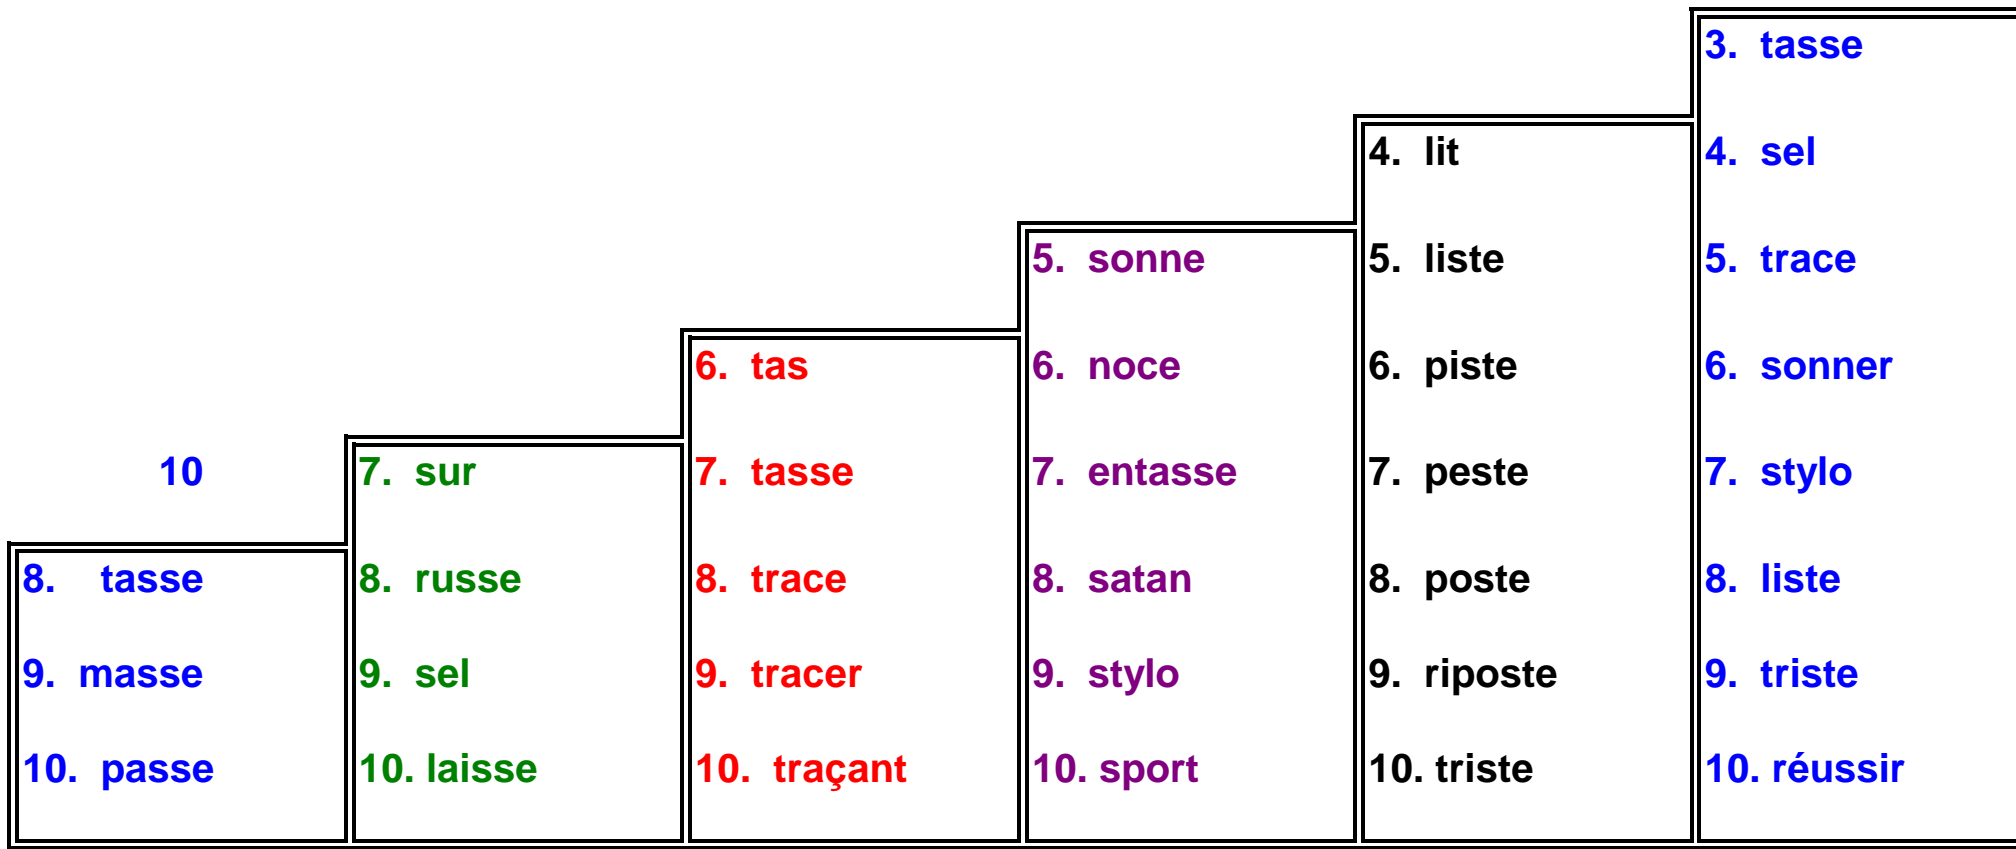 10
8. tasse
9. masse
10. passe
7. sur
8. russe
9. sel
10. laisse
6. tas
7. tasse
8. trace
9. tracer
10. traçant
5. sonne
6. noce
7. entasse
8. satan
9. stylo
10. sport
4. lit
5. liste
6. piste
7. peste
8. poste
9. riposte
10. triste
3. tasse
4. sel
5. trace
6. sonner
7. stylo
8. liste
9. triste
10. réussir